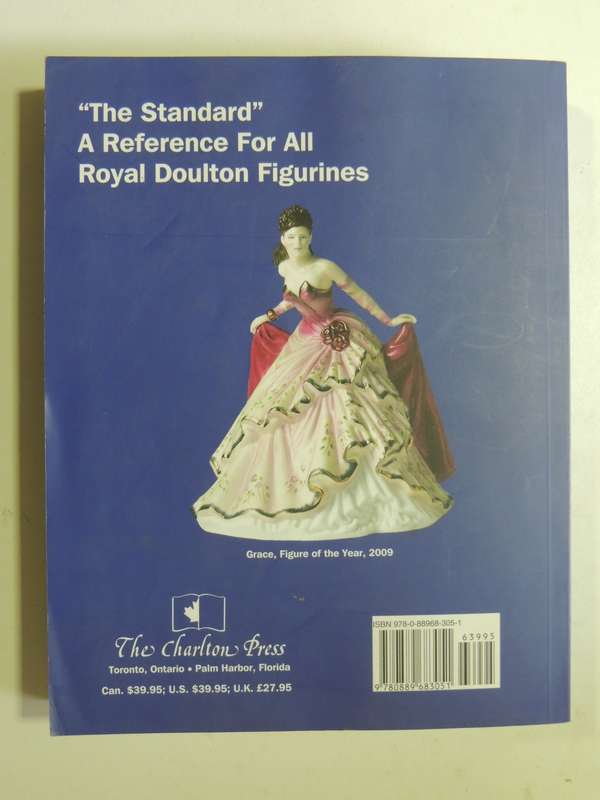 “The Standard”
A Reference For All
Royal Doulton Figurines
Grace, Figure of the Year, 2009
The Charlton Press
Toronto, Ontario • Palm Harbor, Florida
Can. $39.95; U.S. $39.95; U.K. £27.95
ISBN 978-0-88968-305-1
63995
9 780889 683051